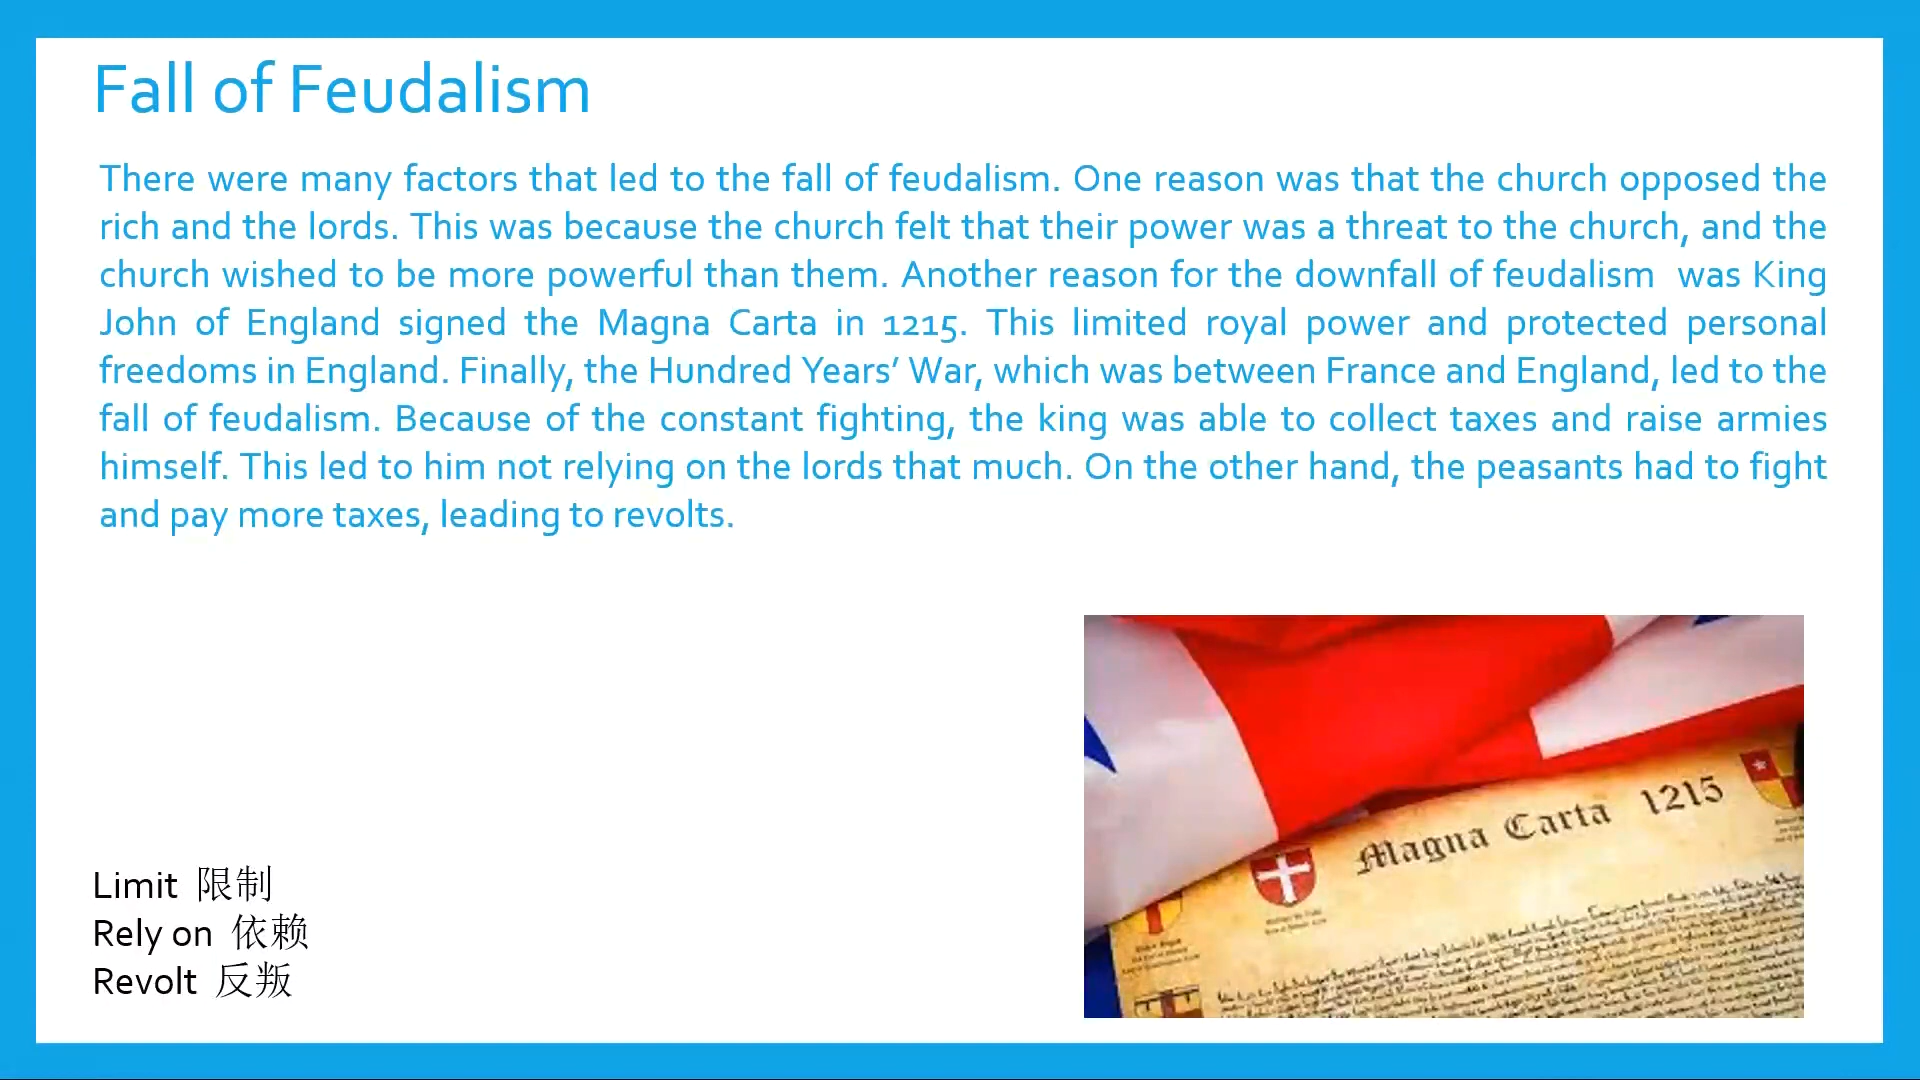 Fall of Feudalism
There were many factors that led to the fall of feudalism. One reason was that the church opposed the
rich and the lords. This was because the church felt that their power was a threat to the church, and the
church wished to be more powerful than them. Another reason for the downfall of feudalism  was King
John of England signed the Magna Carta in 1215. This limited royal power and protected personal
freedoms in England. Finally, the Hundred Years’ War, which was between France and England, led to the
fall of feudalism. Because of the constant fighting, the king was able to collect taxes and raise armies
himself. This led to him not relying on the lords that much. On the other hand, the peasants had to fight
and pay more taxes, leading to revolts.
Magna Carta 1215
Limit 限制
Rely on 依赖
Revolt 反叛